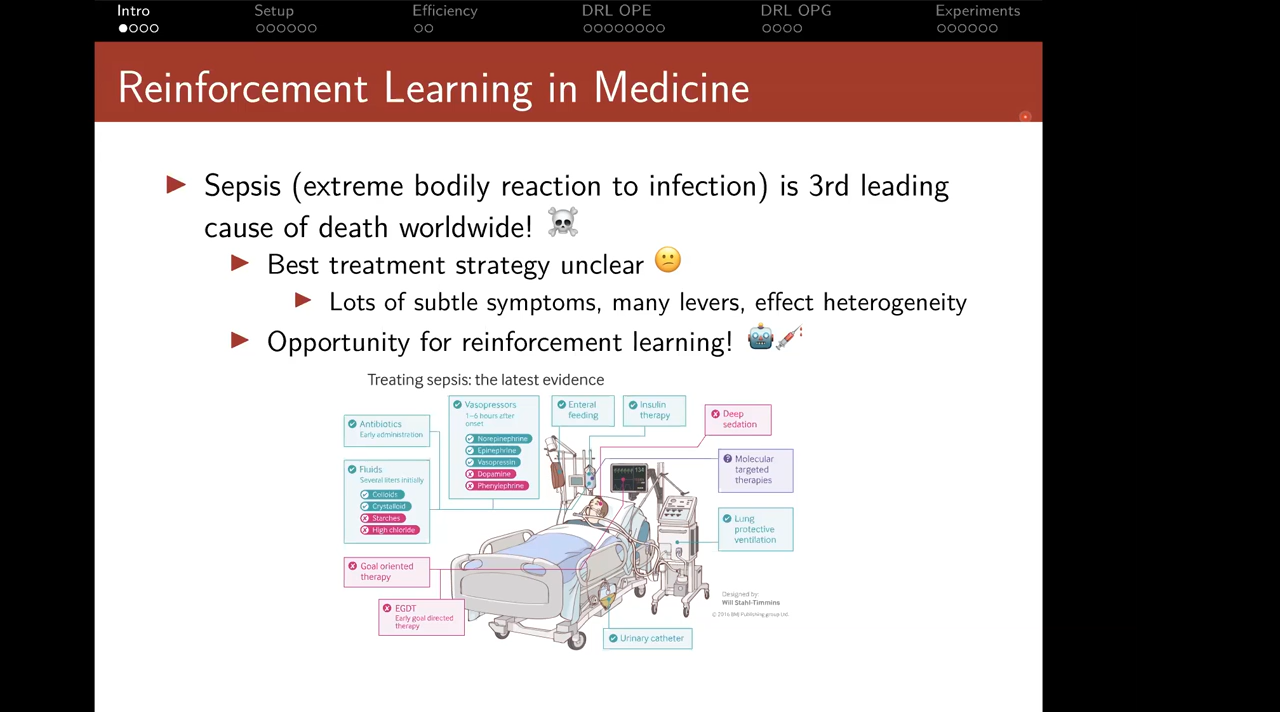 Intro Setup Efficiency DRL OPE DRL OPG Experiments
Reinforcement Learning in Medicine
Sepsis (extreme bodily reaction to infection) is 3rd leading
cause of death worldwide!
Best treatment strategy unclear
Lots of subtle symptoms, many levers, effect heterogeneity
Opportunity for reinforcement learning!
Treating sepsis: the latest evidence
Antibiotics
Early administration
Fluids
Several liters initially
Colloids
Crystalloid
Starches
High chloride
Vasopressors
1–6 hours after
onset
Norepinephrine
Epinephrine
Vasopressin
Dopamine
Phenylephrine
Enteral
feeding
Insulin
therapy
Deep
sedation
Molecular
targeted
therapies
Lung
protective
ventilation
Goal oriented
therapy
EGDT
Early goal directed
therapy
Urinary catheter
Designed by:
Will Stahl-Timmins
© 2016 BMJ Publishing group Ltd.